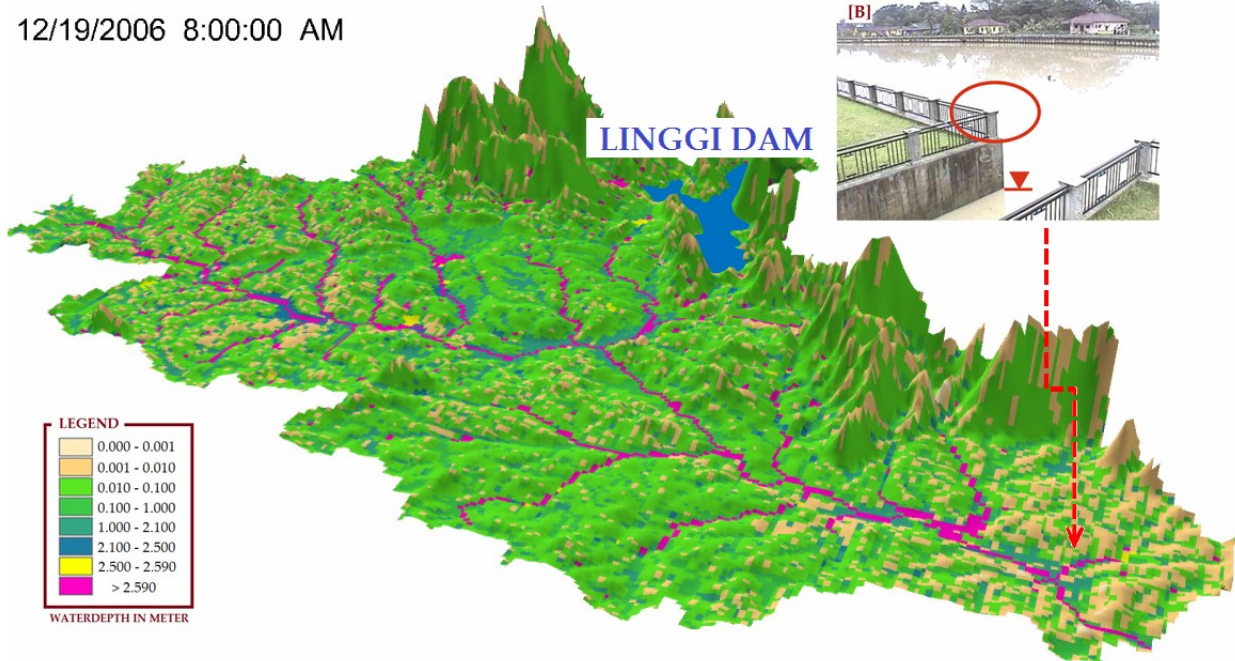 12/19/2006 8:00:00 AM
[B]
LINGGI DAM
LEGEND
0.000 - 0.001
0.001 - 0.010
0.010 - 0.100
0.100 - 1.000
1.000 - 2.100
2.100 - 2.500
2.500 - 2.590
> 2.590
WATERDEPTH IN METER